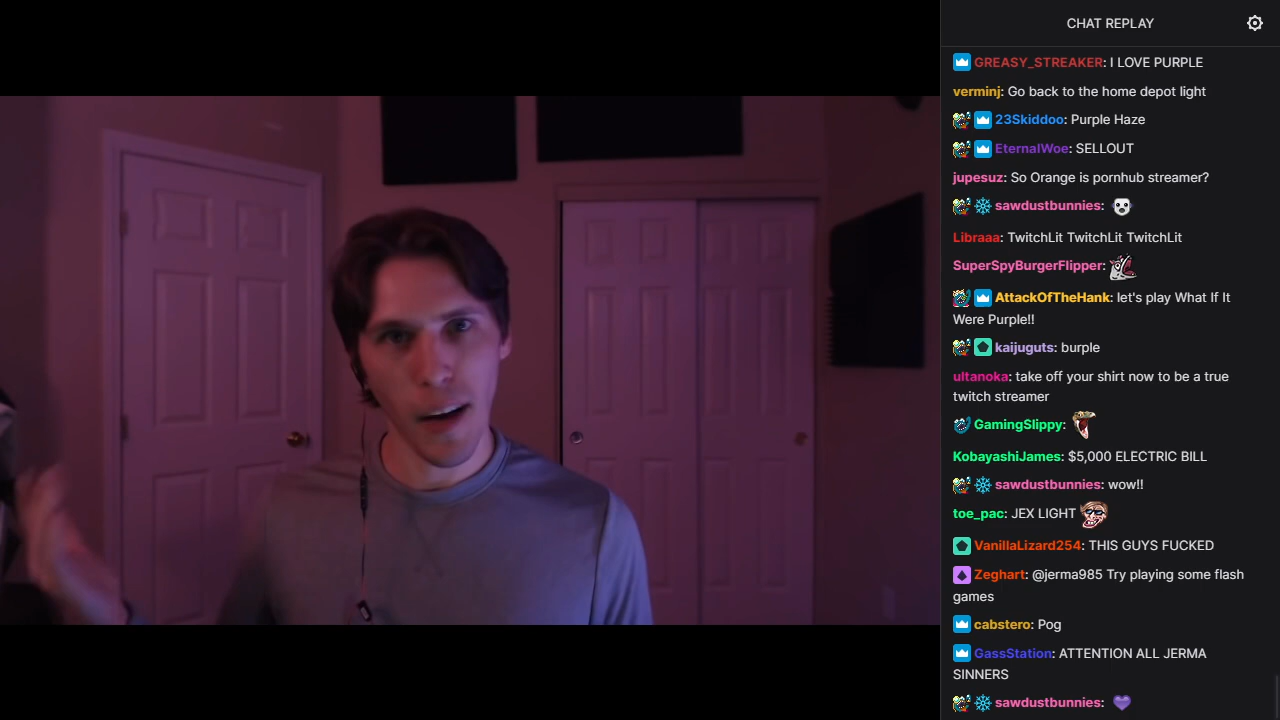 CHAT REPLAY
GREASY_STREAKER: I LOVE PURPLE
verminj: Go back to the home depot light
23Skiddoo: Purple Haze
EternalWoe: SELLOUT
jupesuz: So Orange is pornhub streamer?
sawdustbunnies:
Libraaa: TwitchLit TwitchLit TwitchLit
SuperSpyBurgerFlipper:
AttackOfTheHank: let's play What If It
Were Purple!!
kaijuguts: burple
ultanoka: take off your shirt now to be a true
twitch streamer
GamingSlippy:
KobayashiJames: $5,000 ELECTRIC BILL
sawdustbunnies: wow!!
toe_pac: JEX LIGHT
VanillaLizard254: THIS GUYS FUCKED
Zeghart: @jerma985 Try playing some flash
games
cabstero: Pog
GassStation: ATTENTION ALL JERMA
SINNERS
sawdustbunnies: